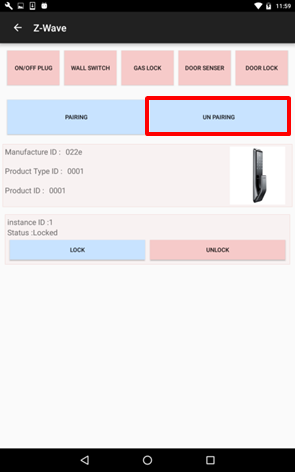 11:59
Z-Wave
ON/OFF PLUG WALL SWITCH GAS LOCK DOOR SENSER DOOR LOCK
PAIRING UN PAIRING
Manufacture ID : 022e
Product Type ID : 0001
Product ID : 0001
instance ID :1
Status :Locked
LOCK UNLOCK